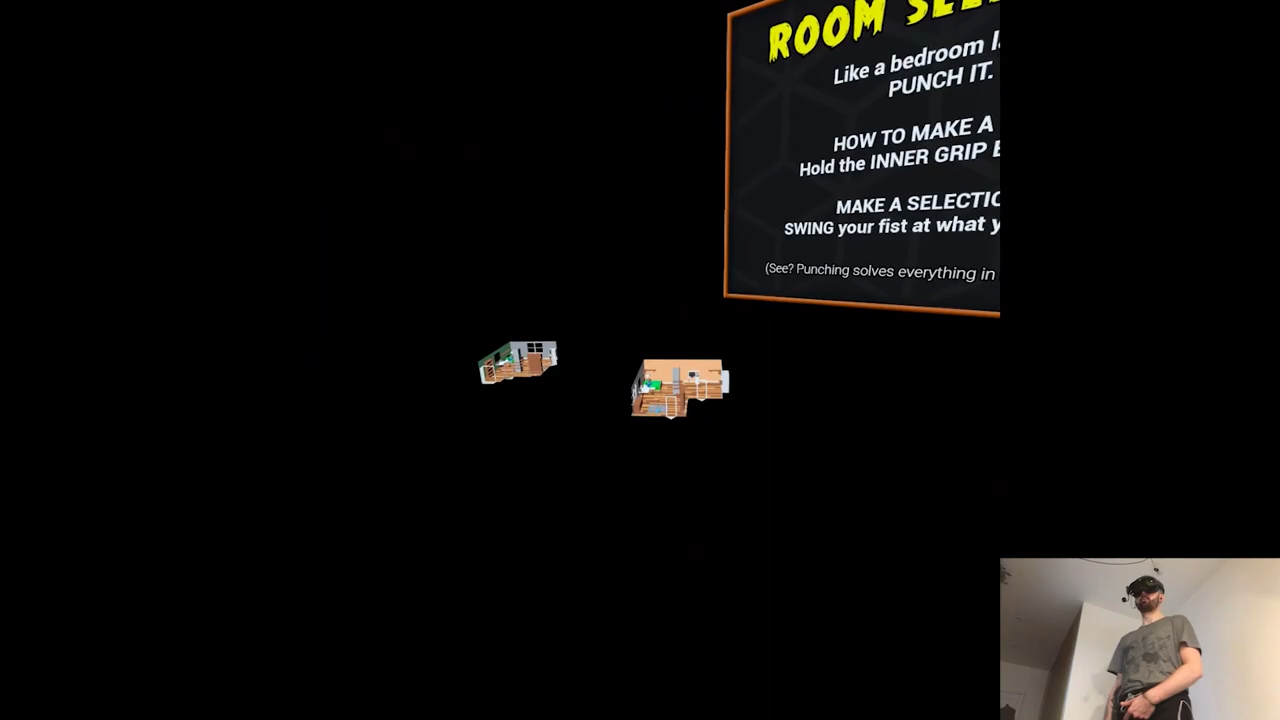 ROOM
Like a bedroom
PUNCH IT.
HOW TO MAKE A
Hold the INNER GRIP
MAKE A SELECTIO
SWING your fist at what y
(See? Punching solves everything in